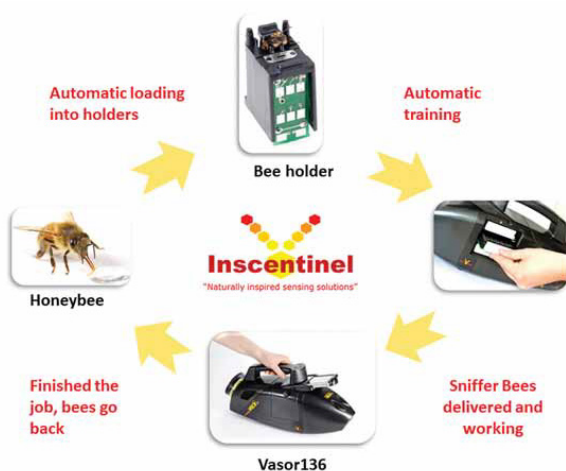 Automatic loading
into holders
Automatic
training
Bee holder
Inscentinel
"Naturally inspired sensing solutions"
Honeybee
Finished the
job, bees go
back
Sniffer Bees
delivered and
working
Vasor136